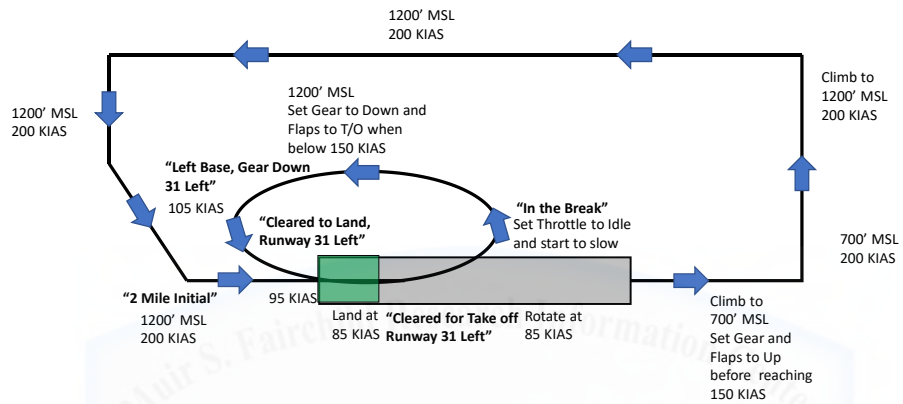 1200' MSL
200 KIAS
Climb to
1200' MSL
200 KIAS
1200' MSL
200 KIAS
1200' MSL
Set Gear to Down and
Flaps to T/O when
below 150 KIAS
"Left Base, Gear Down
31 Left"
105 KIAS
"Cleared to Land,
Runway 31 Left"
"In the Break"
Set Throttle to Idle
and start to slow
700' MSL
200 KIAS
"2 Mile Initial"
1200' MSL
200 KIAS
95 KIAS
Land at
85 KIAS
"Cleared for Take off
Runway 31 Left"
Rotate at
85 KIAS
Climb to
700' MSL
Set Gear and
Flaps to Up
before reaching
150 KIAS
Muir S. Fairchild